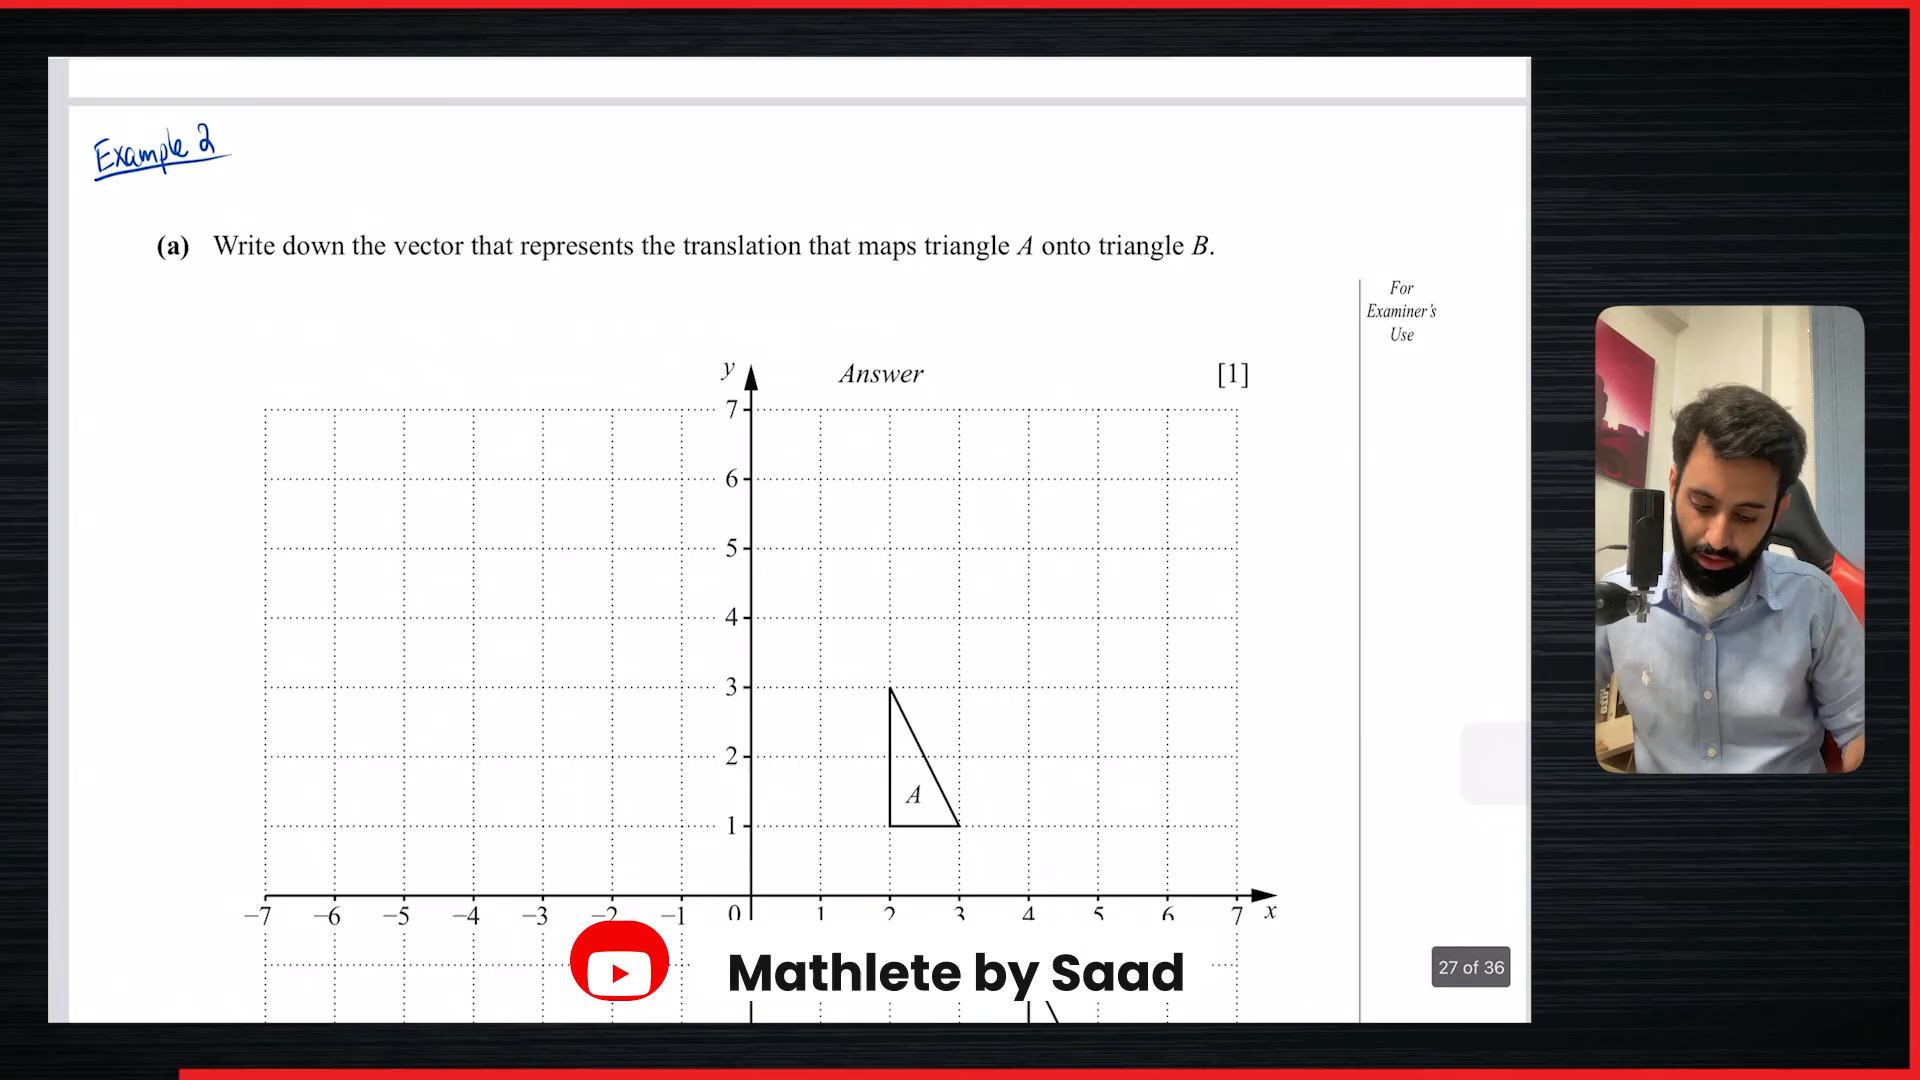 Example 2
(a) Write down the vector that represents the translation that maps triangle A onto triangle B.
For
Examiner's
Use
y
Answer [1]
7
6
5
4
3
2
A
1
−7 −6 −5 −4 −3 −2 −1 0 1 2 3 4 5 6 7 x
Mathlete by Saad
27 of 36